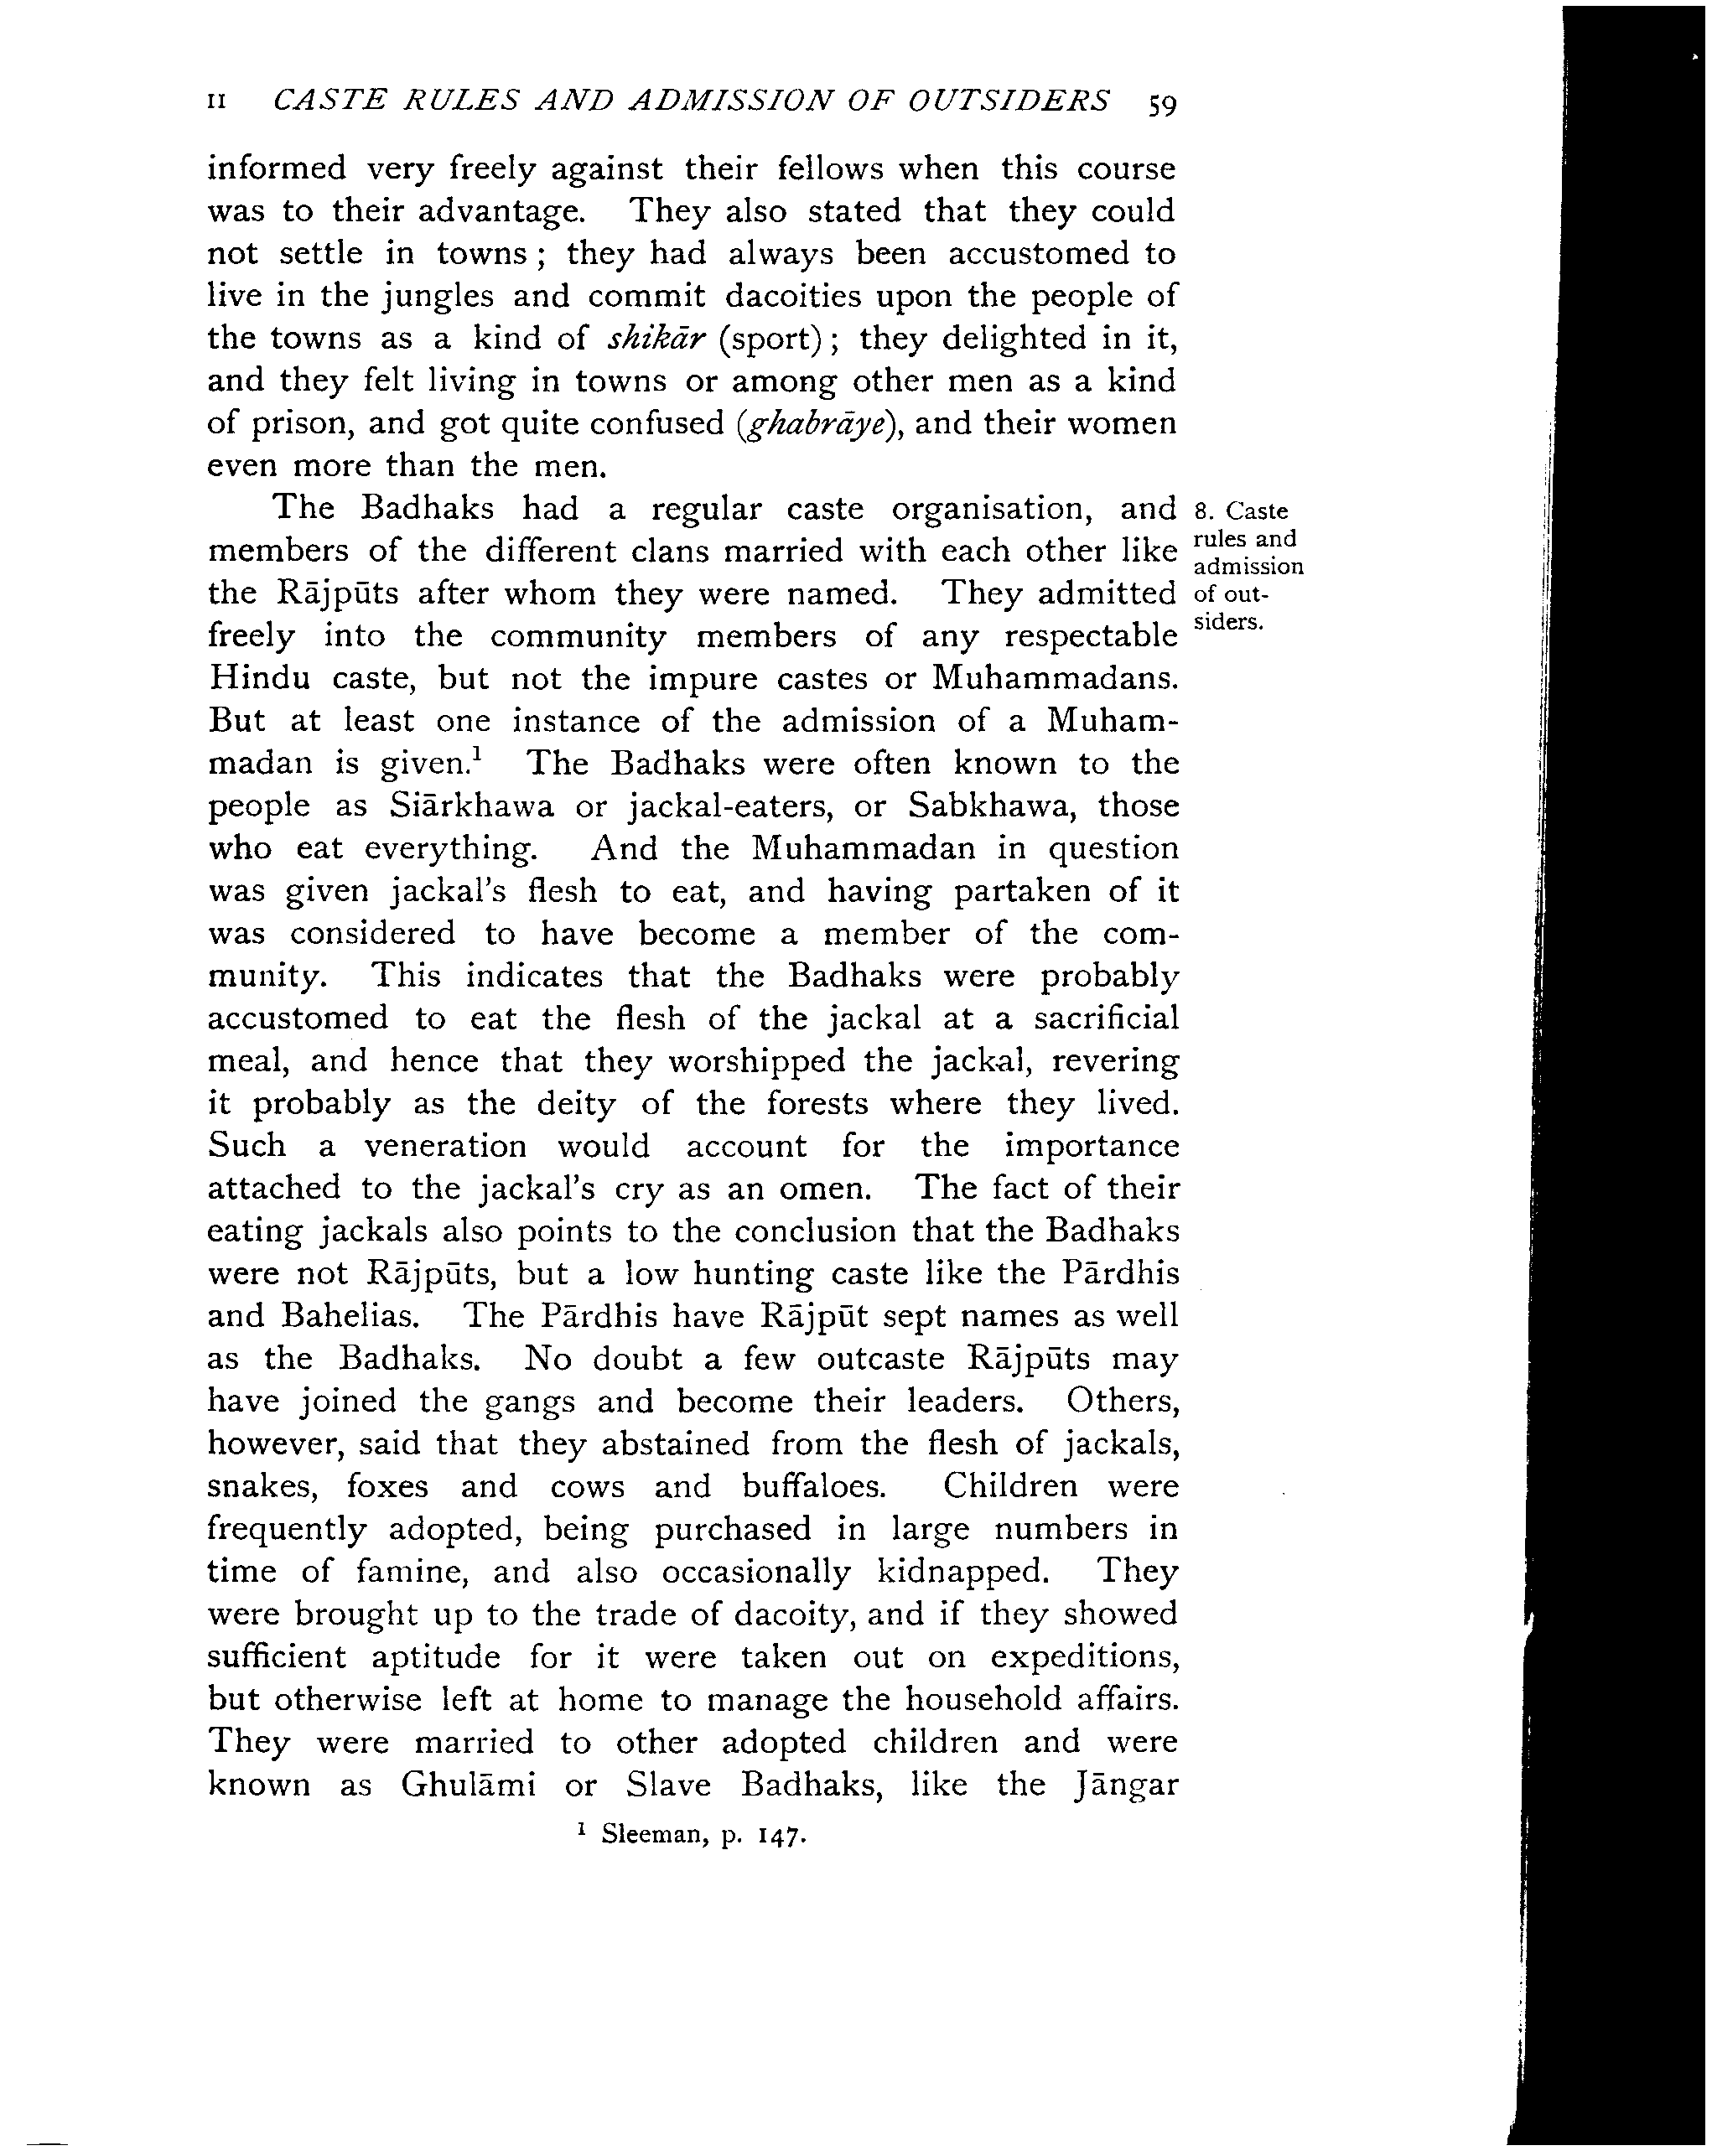 II CASTE RULES AND ADMISSION OF OUTSIDERS 59
informed very freely against their fellows when this course
was to their advantage. They also stated that they could
not settle in towns ; they had always been accustomed to
live in the jungles and commit dacoities upon the people of
the towns as a kind of shikār (sport) ; they delighted in it,
and they felt living in towns or among other men as a kind
of prison, and got quite confused (ghabrāye), and their women
even more than the men.
The Badhaks had a regular caste organisation, and
members of the different clans married with each other like
the Rājpūts after whom they were named. They admitted
freely into the community members of any respectable
Hindu caste, but not the impure castes or Muhammadans.
But at least one instance of the admission of a Muham-
madan is given.¹ The Badhaks were often known to the
people as Siārkhawa or jackal-eaters, or Sabkhawa, those
who eat everything. And the Muhammadan in question
was given jackal's flesh to eat, and having partaken of it
was considered to have become a member of the com-
munity. This indicates that the Badhaks were probably
accustomed to eat the flesh of the jackal at a sacrificial
meal, and hence that they worshipped the jackal, revering
it probably as the deity of the forests where they lived.
Such a veneration would account for the importance
attached to the jackal's cry as an omen. The fact of their
eating jackals also points to the conclusion that the Badhaks
were not Rājpūts, but a low hunting caste like the Pārdhis
and Bahelias. The Pārdhis have Rājpūt sept names as well
as the Badhaks. No doubt a few outcaste Rājpūts may
have joined the gangs and become their leaders. Others,
however, said that they abstained from the flesh of jackals,
snakes, foxes and cows and buffaloes. Children were
frequently adopted, being purchased in large numbers in
time of famine, and also occasionally kidnapped. They
were brought up to the trade of dacoity, and if they showed
sufficient aptitude for it were taken out on expeditions,
but otherwise left at home to manage the household affairs.
They were married to other adopted children and were
known as Ghulāmi or Slave Badhaks, like the Jāngar
8. Caste
rules and
admission
of out-
siders.
¹ Sleeman, p. 147.